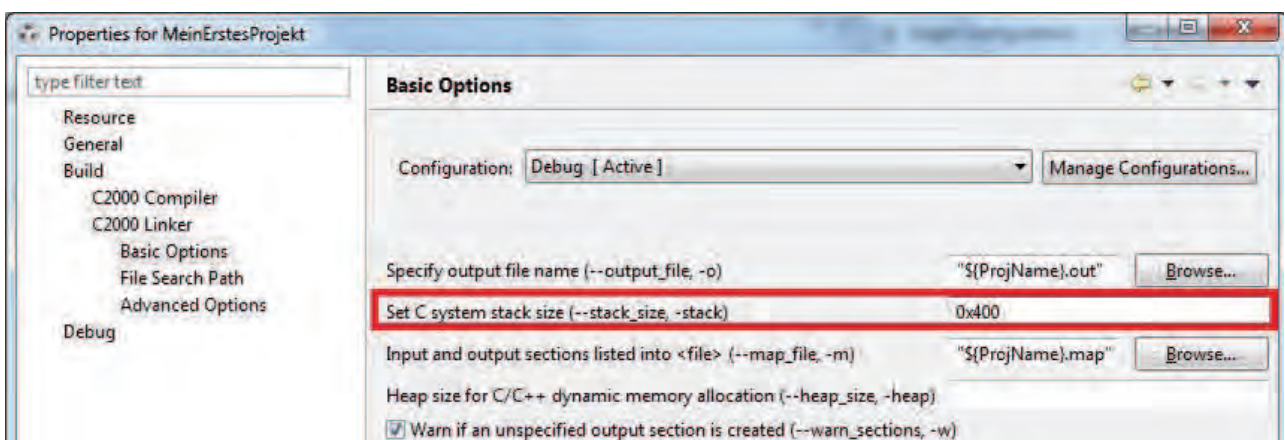 Properties for MeinErstesProjekt
type filter text
Resource
General
Build
C2000 Compiler
C2000 Linker
Basic Options
File Search Path
Advanced Options
Debug
Basic Options
Configuration: Debug [ Active ] Manage Configurations...
Specify output file name (--output_file, -o) "${ProjName}.out" Browse...
Set C system stack size (--stack_size, -stack) 0x400
Input and output sections listed into <file> (--map_file, -m) "${ProjName}.map" Browse...
Heap size for C/C++ dynamic memory allocation (--heap_size, -heap)
Warn if an unspecified output section is created (--warn_sections, -w)